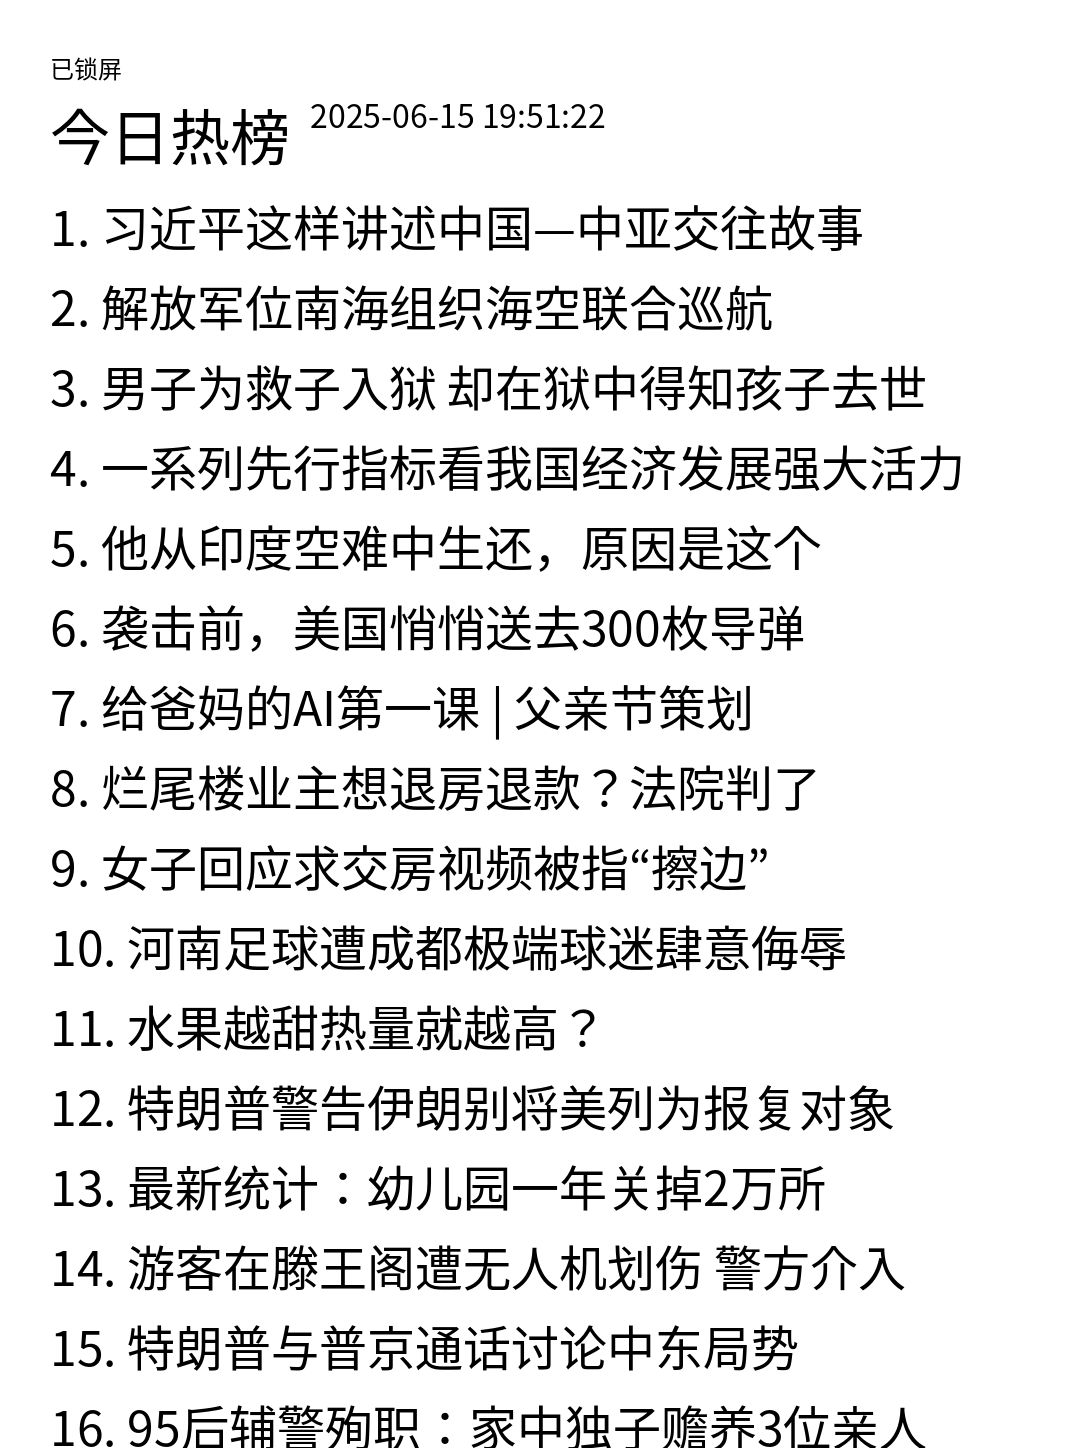 已锁屏
今日热榜 2025-06-15 19:51:22
1. 习近平这样讲述中国—中亚交往故事
2. 解放军位南海组织海空联合巡航
3. 男子为救子入狱 却在狱中得知孩子去世
4. 一系列先行指标看我国经济发展强大活力
5. 他从印度空难中生还，原因是这个
6. 袭击前，美国悄悄送去300枚导弹
7. 给爸妈的AI第一课 | 父亲节策划
8. 烂尾楼业主想退房退款？法院判了
9. 女子回应求交房视频被指“擦边”
10. 河南足球遭成都极端球迷肆意侮辱
11. 水果越甜热量就越高？
12. 特朗普警告伊朗别将美列为报复对象
13. 最新统计：幼儿园一年关掉2万所
14. 游客在滕王阁遭无人机划伤 警方介入
15. 特朗普与普京通话讨论中东局势
16. 95后辅警殉职：家中独子赡养3位亲人